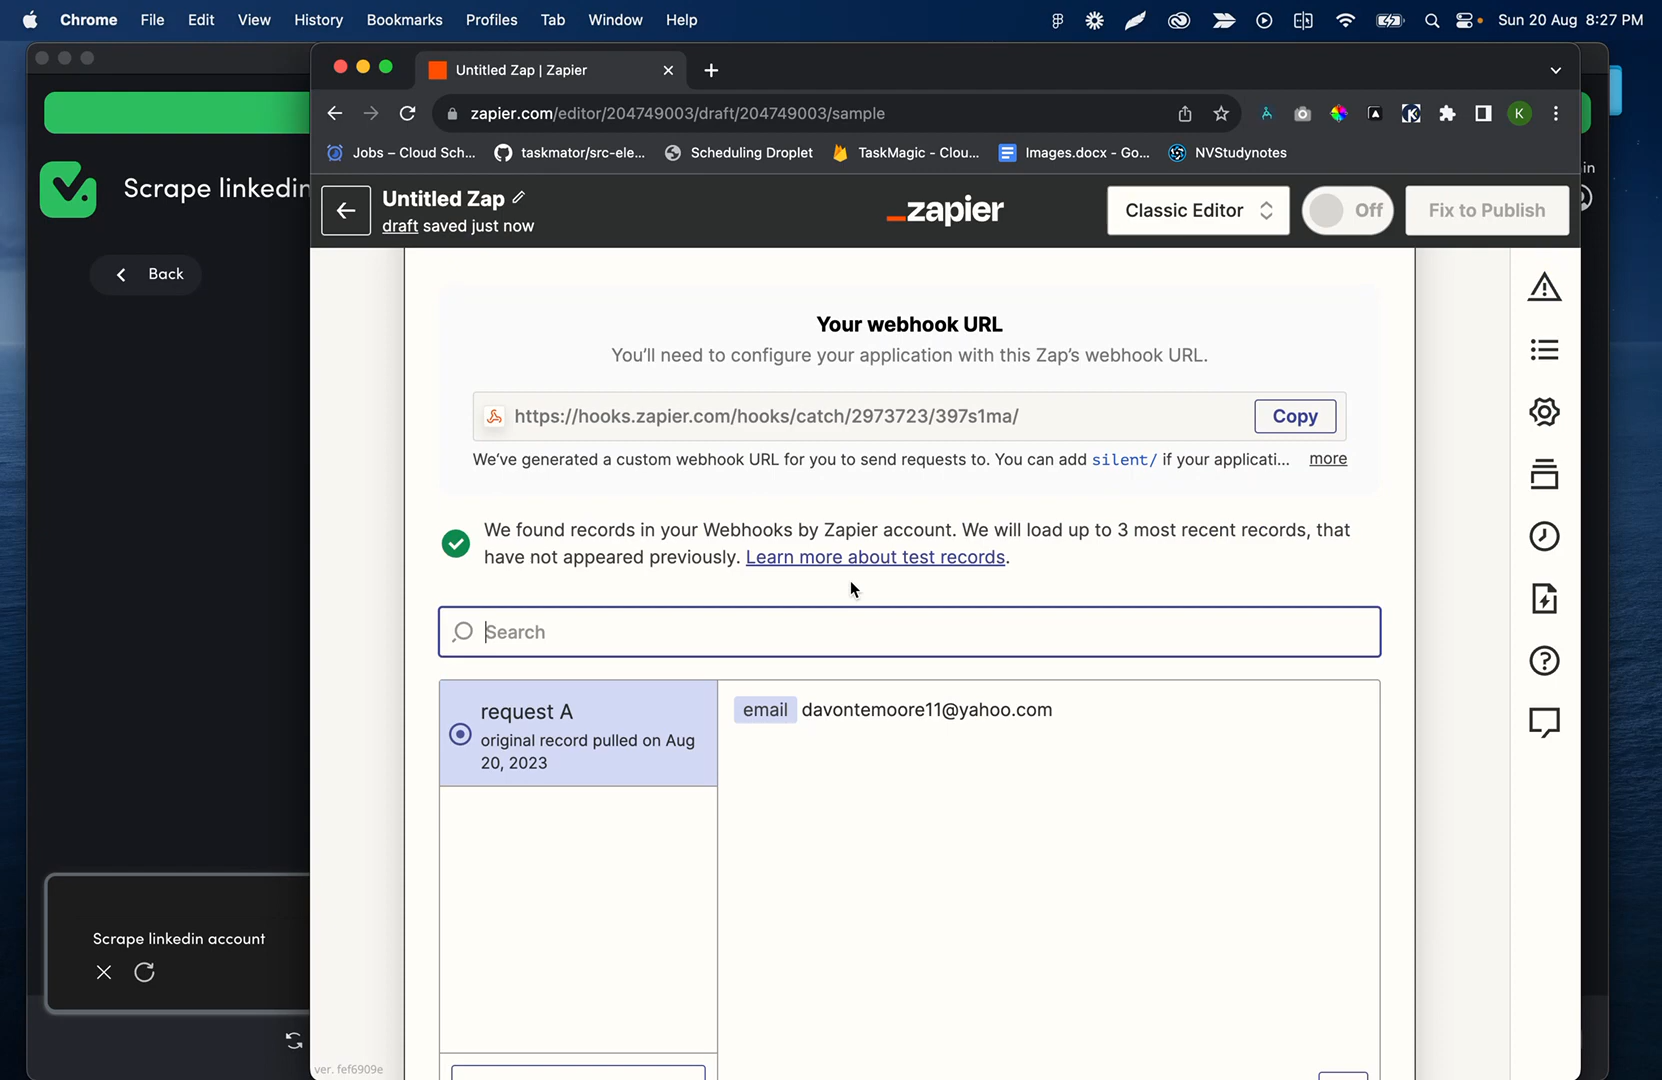 Chrome File Edit View History Bookmarks Profiles Tab Window Help Sun 20 Aug 8:27 PM
Untitled Zap | Zapier
zapier.com/editor/204749003/draft/204749003/sample
K
Jobs – Cloud Sch... taskmator/src-ele... Scheduling Droplet TaskMagic - Clou... Images.docx - Go... NVStudynotes
in
Scrape linkedin
Untitled Zap
draft saved just now
zapier
Classic Editor
Off
Fix to Publish
Back
Your webhook URL
You'll need to configure your application with this Zap's webhook URL.
https://hooks.zapier.com/hooks/catch/2973723/397s1ma/
Copy
We've generated a custom webhook URL for you to send requests to. You can add silent/ if your applicati... more
We found records in your Webhooks by Zapier account. We will load up to 3 most recent records, that
have not appeared previously. Learn more about test records.
Search
request A
original record pulled on Aug
20, 2023
email davontemoore11@yahoo.com
Scrape linkedin account
ver. fef6909e